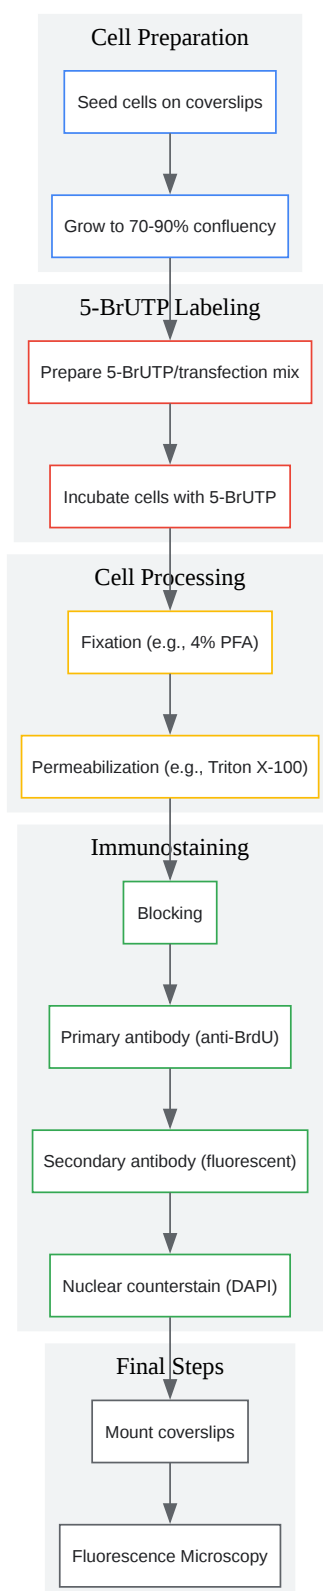 Cell Preparation
Seed cells on coverslips
Grow to 70-90% confluency
5-BrUTP Labeling
Prepare 5-BrUTP/transfection mix
Incubate cells with 5-BrUTP
Cell Processing
Fixation (e.g., 4% PFA)
Permeabilization (e.g., Triton X-100)
Immunostaining
Blocking
Primary antibody (anti-BrdU)
Secondary antibody (fluorescent)
Nuclear counterstain (DAPI)
Final Steps
Mount coverslips
Fluorescence Microscopy